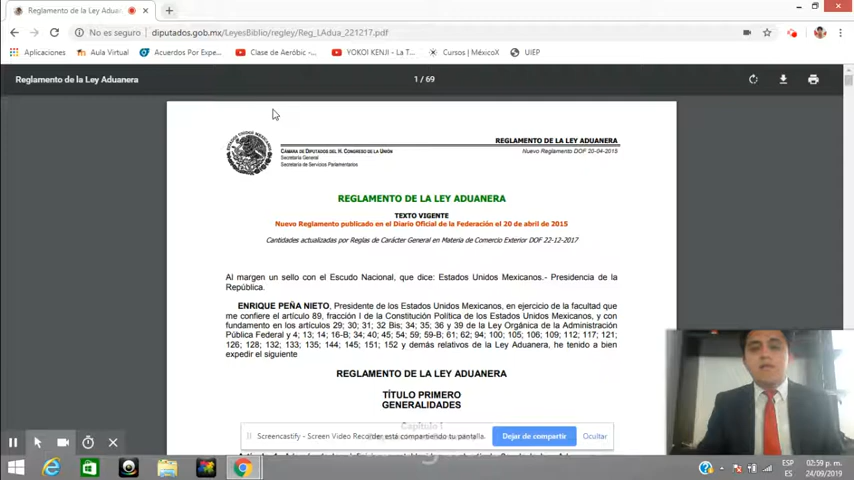 Reglamento de la Ley Aduanera
No es seguro
diputados.gob.mx/LeyesBiblio/regley/Reg_LAdua_221217.pdf
Aplicaciones
Aula Virtual
Acuerdos Por Expe...
Clase de Aeróbic -...
YOKOI KENJI - La T...
Cursos | MéxicoX
UIEP
Reglamento de la Ley Aduanera
1 / 69
ESTADOS UNIDOS MEXICANOS
CÁMARA DE DIPUTADOS DEL H. CONGRESO DE LA UNIÓN
Secretaría General
Secretaría de Servicios Parlamentarios
REGLAMENTO DE LA LEY ADUANERA
Nuevo Reglamento DOF 20-04-2015
REGLAMENTO DE LA LEY ADUANERA
TEXTO VIGENTE
Nuevo Reglamento publicado en el Diario Oficial de la Federación el 20 de abril de 2015
Cantidades actualizadas por Reglas de Carácter General en Materia de Comercio Exterior DOF 22-12-2017
Al margen un sello con el Escudo Nacional, que dice: Estados Unidos Mexicanos.- Presidencia de la
República.
ENRIQUE PEÑA NIETO, Presidente de los Estados Unidos Mexicanos, en ejercicio de la facultad que
me confiere el artículo 89, fracción I de la Constitución Política de los Estados Unidos Mexicanos, y con
fundamento en los artículos 29; 30; 31; 32 Bis; 34; 35; 36 y 39 de la Ley Orgánica de la Administración
Pública Federal y 4; 13; 14; 16-B; 34; 40; 45; 54; 59; 59-B; 61; 62; 94; 100; 105; 106; 109; 112; 117; 121;
126; 128; 132; 133; 135; 144; 145; 151; 152 y demás relativos de la Ley Aduanera, he tenido a bien
expedir el siguiente
REGLAMENTO DE LA LEY ADUANERA
TÍTULO PRIMERO
GENERALIDADES
Capítulo I
Screencastify - Screen Video Recorder está compartiendo tu pantalla.
Dejar de compartir
Ocultar
ESP
ES
02:59 p. m.
24/09/2019